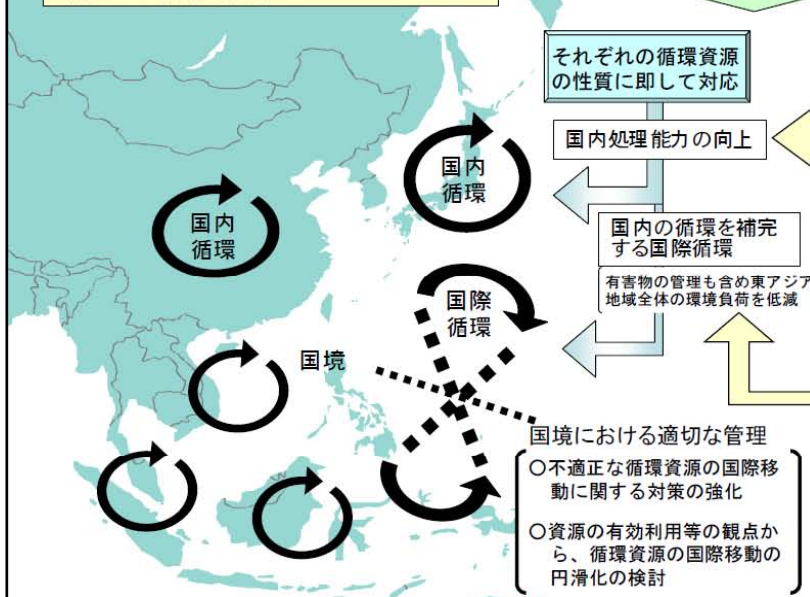 それぞれの循環資源
の性質に即して対応
国内処理能力の向上
国内
循環
国内
循環
国内の循環を補完
する国際循環
有害物の管理も含め東アジア
地域全体の環境負荷を低減
国際
循環
国境
国境における適切な管理
○不適正な循環資源の国際移
動に関する対策の強化
○資源の有効利用等の観点か
ら、循環資源の国際移動の
円滑化の検討